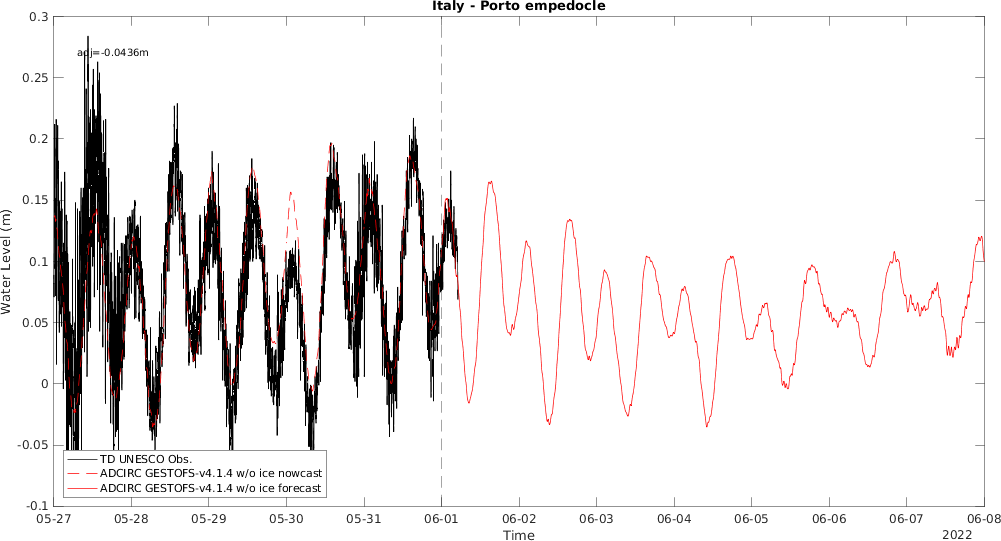 Italy - Porto empedocle
adj=-0.0436m
Water Level (m)
0.3
0.25
0.2
0.15
0.1
0.05
0
-0.05
-0.1
TD UNESCO Obs.
ADCIRC GESTOFS-v4.1.4 w/o ice nowcast
ADCIRC GESTOFS-v4.1.4 w/o ice forecast
05-27 05-28 05-29 05-30 05-31 06-01 06-02 06-03 06-04 06-05 06-06 06-07 06-08
Time
2022